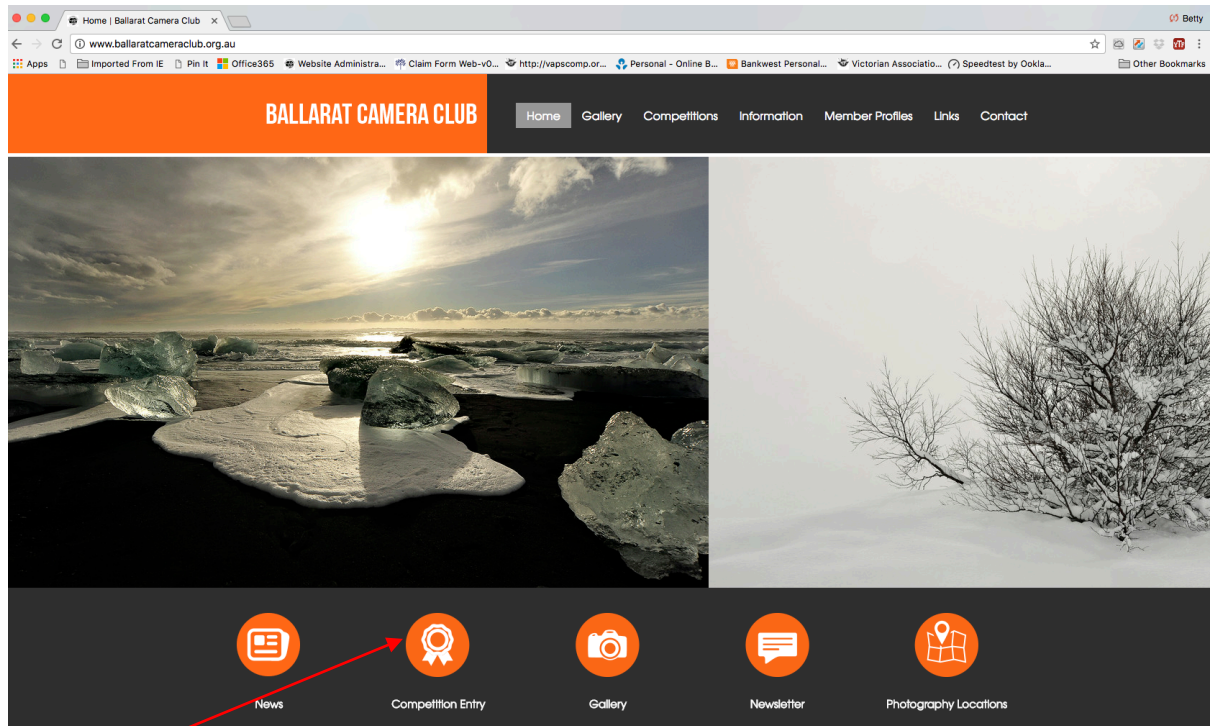 Home | Ballarat Camera Club
Betty
www.ballaratcameraclub.org.au
Apps Imported From IE Pin It Office365 Website Administra... Claim Form Web-v0... http://vapscomp.or... Personal - Online B... Bankwest Personal... Victorian Associatio... Speedtest by Ookla... Other Bookmarks
BALLARAT CAMERA CLUB
Home Gallery Competitions Information Member Profiles Links Contact
News Competition Entry Gallery Newsletter Photography Locations